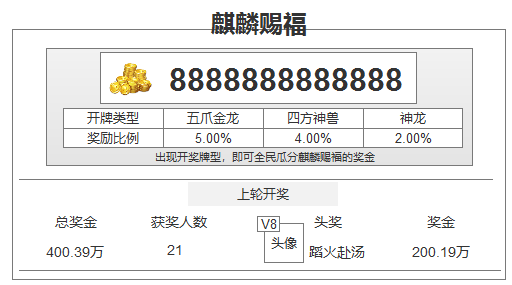 麒麟赐福
8888888888888
开牌类型 五爪金龙 四方神兽 神龙
奖励比例 5.00% 4.00% 2.00%
出现开奖牌型，即可全民瓜分麒麟赐福的奖金
上轮开奖
总奖金 获奖人数 V8 头像 头奖 奖金
400.39万 21 蹈火赴汤 200.19万